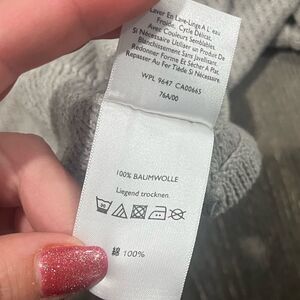 Laver En Lave-Linge À L'eau
Froide, Cycle Délicat,
Avec Couleurs Semblables.
Si Nécessaire Utiliser un Produit De
Blanchissement Sans Javellisant.
Redonner Forme Et Sécher À Plat.
Repasser Au Fer Tiède Si Nécessaire.
WPL 9647 CA00665
76A/00
100% BAUMWOLLE
Liegend trocknen.
30
綿 100%